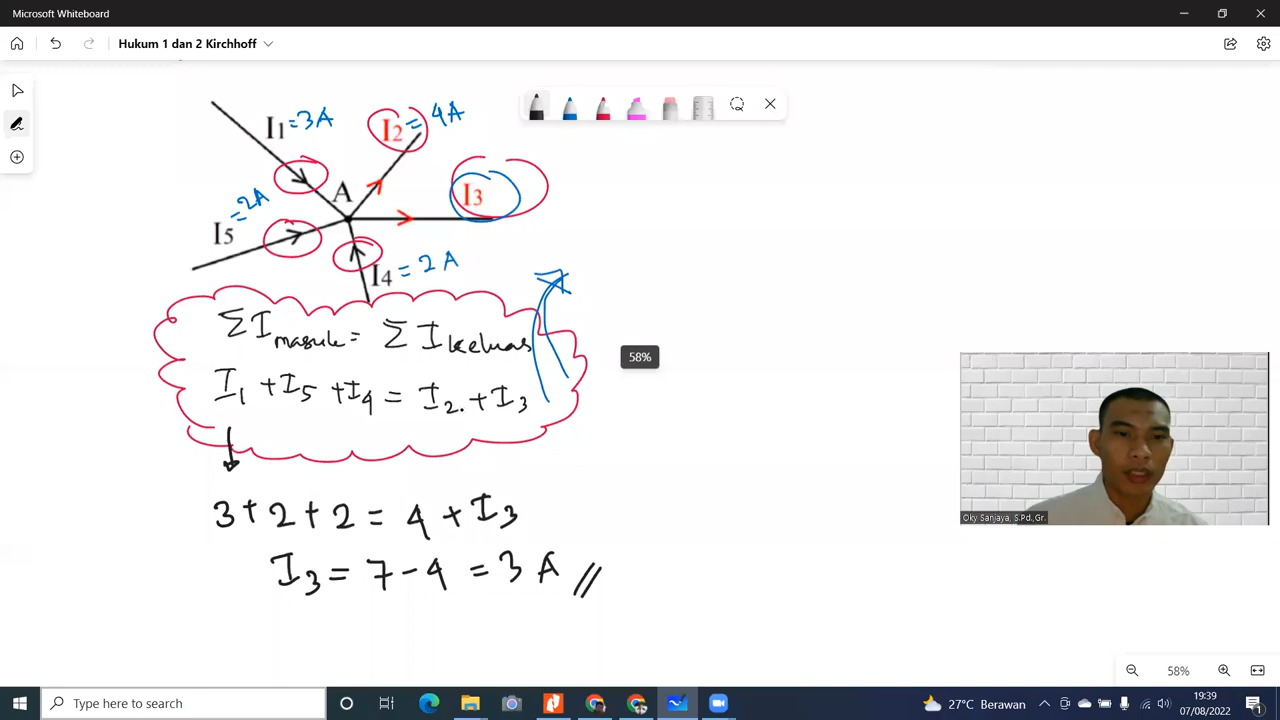 Microsoft Whiteboard
Hukum 1 dan 2 Kirchhoff
I1 =3A
I2 = 4A
A
I3
=2A
I5
I4 = 2A
ΣI masuk = ΣI keluar
I1 + I5 + I4 = I2. + I3
58%
3 + 2 + 2 = 4 + I3
I3 = 7 - 4 = 3 A //
Oky Sanjaya, S.Pd.,Gr.
58%
Type here to search
27°C Berawan
19:39
07/08/2022
1